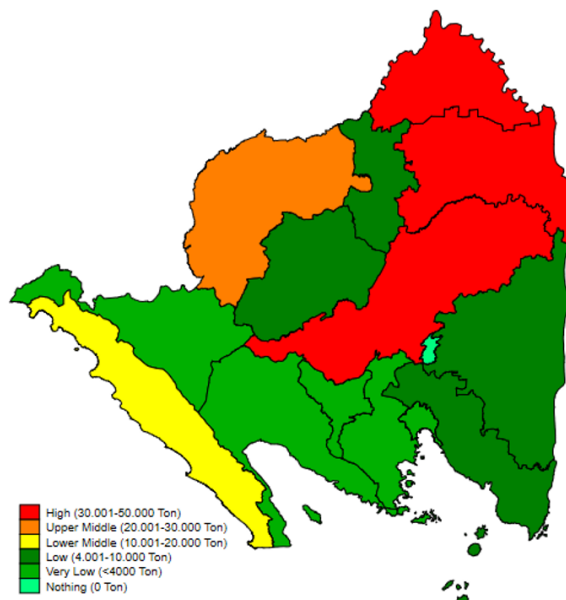 High (30.001-50.000 Ton)
Upper Middle (20.001-30.000 Ton)
Lower Middle (10.001-20.000 Ton)
Low (4.001-10.000 Ton)
Very Low (<4000 Ton)
Nothing (0 Ton)